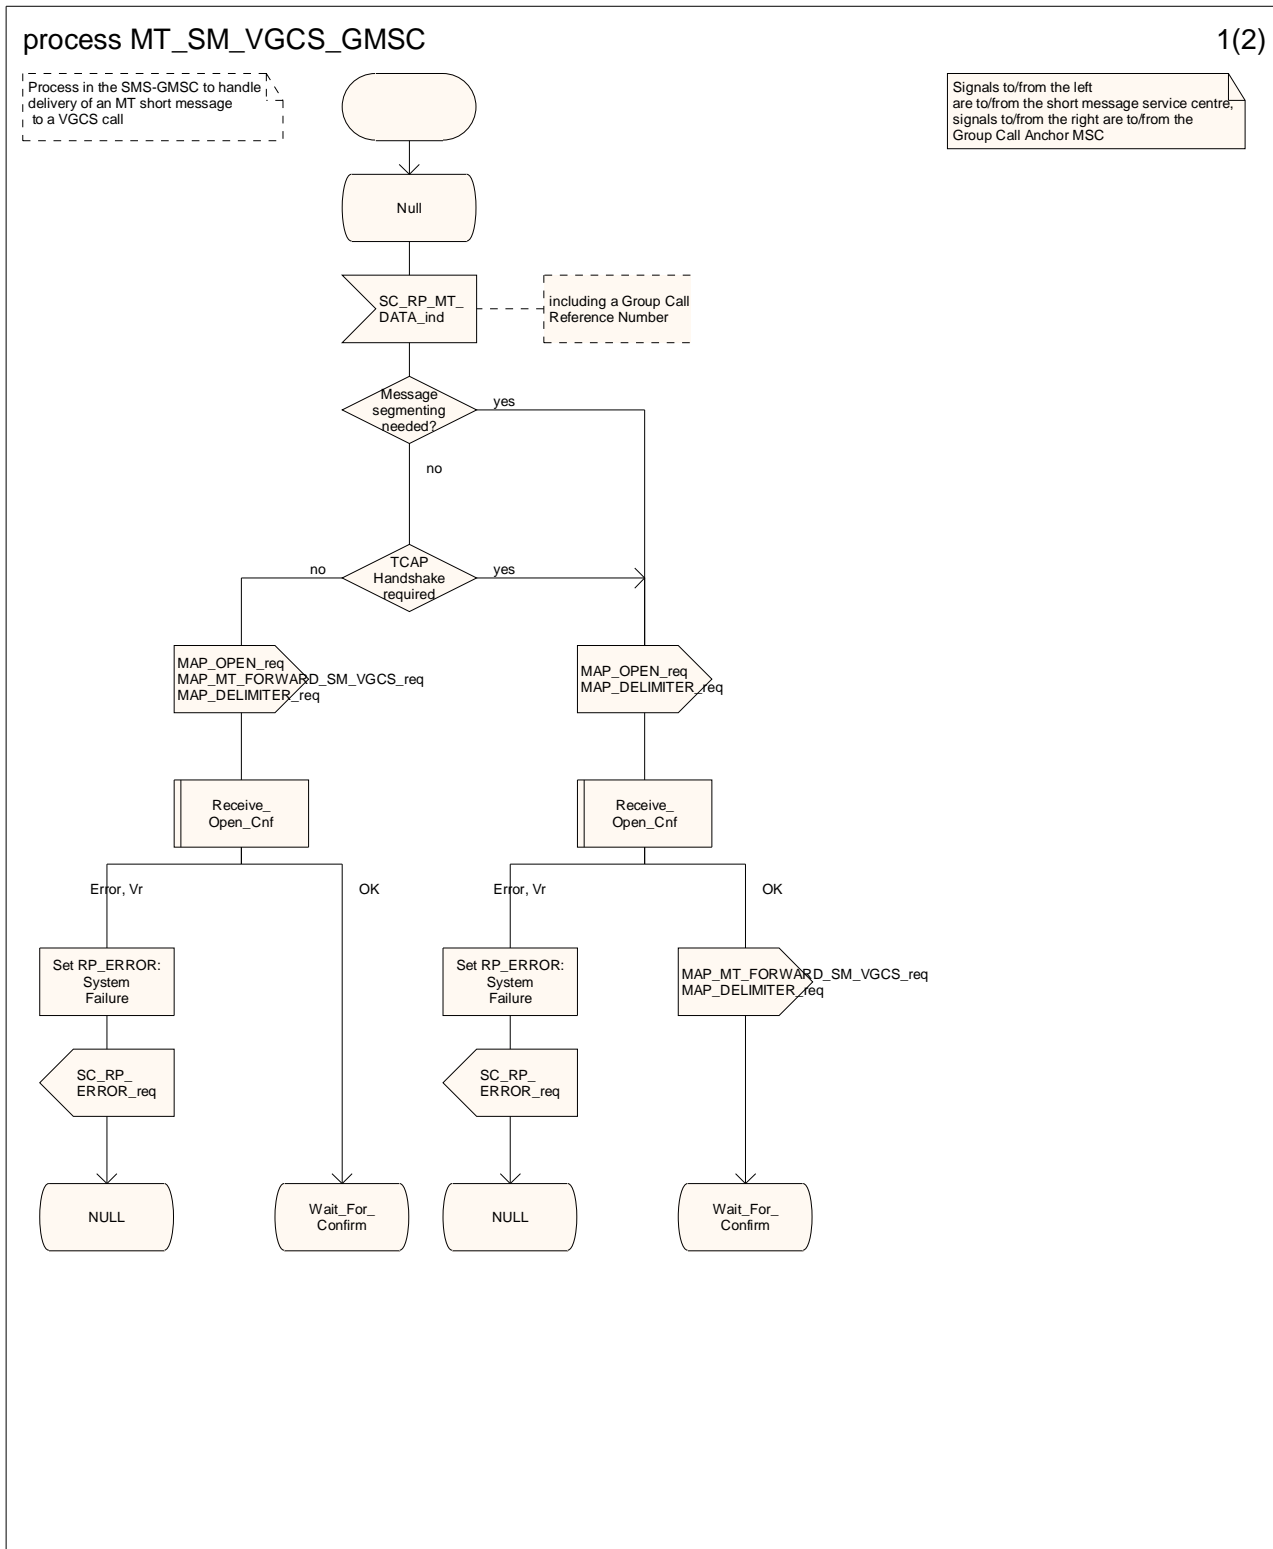 process MT_SM_VGCS_GMSC
1(2)
Process in the SMS-GMSC to handle
delivery of an MT short message
to a VGCS call
Signals to/from the left
are to/from the short message service centre,
signals to/from the right are to/from the
Group Call Anchor MSC
Null
SC_RP_MT_
DATA_ind
including a Group Call
Reference Number
Message
segmenting
needed?
yes
no
TCAP
Handshake
required
no
yes
MAP_OPEN_req
MAP_MT_FORWARD_SM_VGCS_req
MAP_DELIMITER_req
MAP_OPEN_req
MAP_DELIMITER_req
Receive_
Open_Cnf
Receive_
Open_Cnf
Error, Vr
OK
Error, Vr
OK
Set RP_ERROR:
System
Failure
Set RP_ERROR:
System
Failure
MAP_MT_FORWARD_SM_VGCS_req
MAP_DELIMITER_req
SC_RP_
ERROR_req
SC_RP_
ERROR_req
NULL
Wait_For_
Confirm
NULL
Wait_For_
Confirm